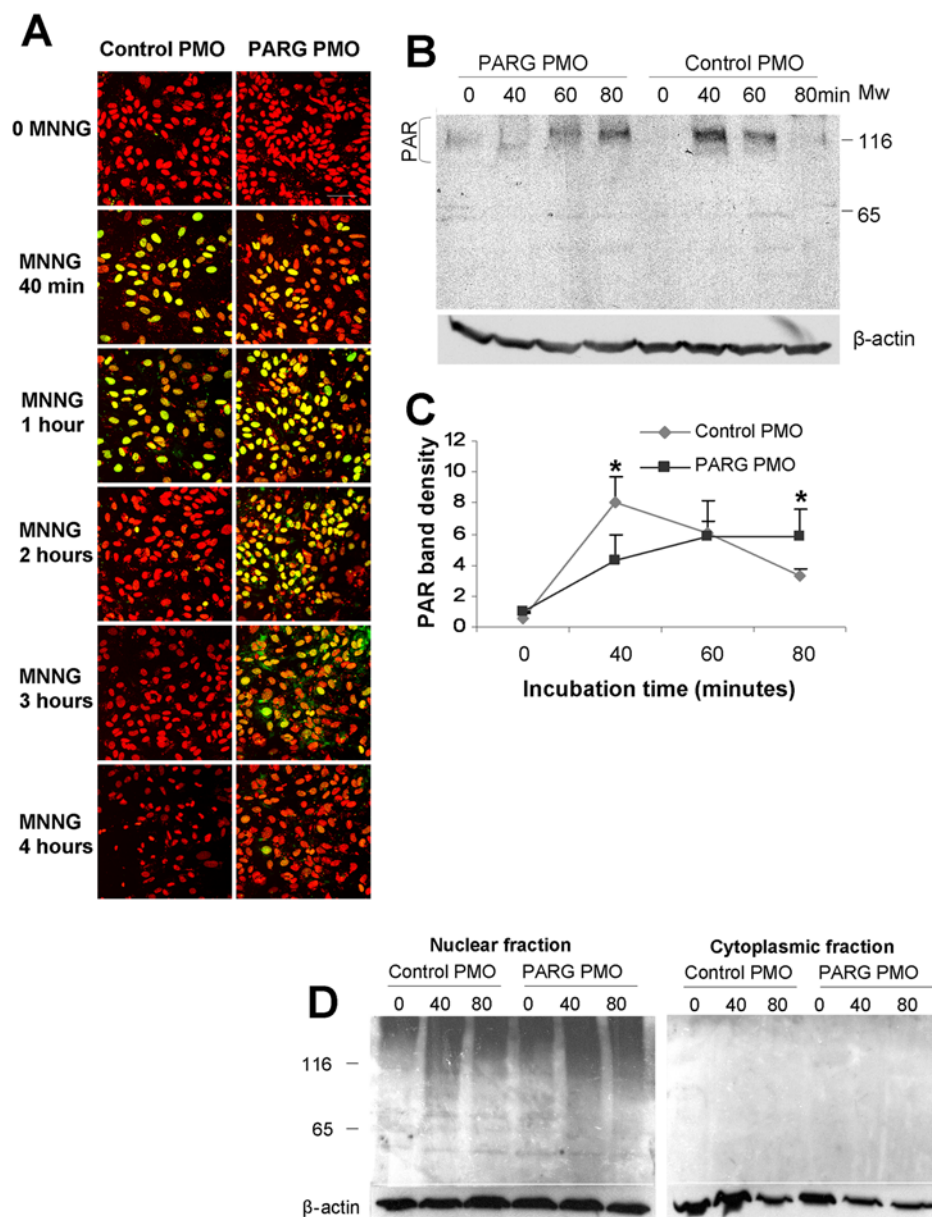 A
Control PMO PARG PMO
0 MNNG
MNNG
40 min
MNNG
1 hour
MNNG
2 hours
MNNG
3 hours
MNNG
4 hours
B
PARG PMO Control PMO
0 40 60 80 0 40 60 80min Mw
PAR
116
65
β-actin
C
Control PMO
PARG PMO
PAR band density
12
10
8
6
4
2
0
* *
0 40 60 80
Incubation time (minutes)
D
Nuclear fraction Cytoplasmic fraction
Control PMO PARG PMO Control PMO PARG PMO
0 40 80 0 40 80 0 40 80 0 40 80
116
65
β-actin